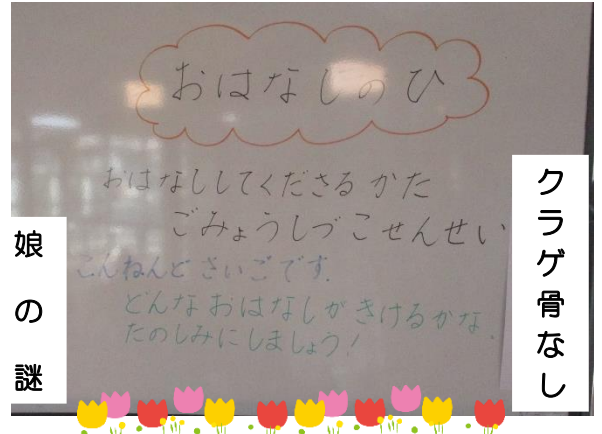 おはなしのひ
おはなししてくださるかた
ごみょうしづこせんせい
こんねんどさいごです.
どんなおはなしがきけるかな、
たのしみにしましょう!
クラゲ骨なし
娘の謎